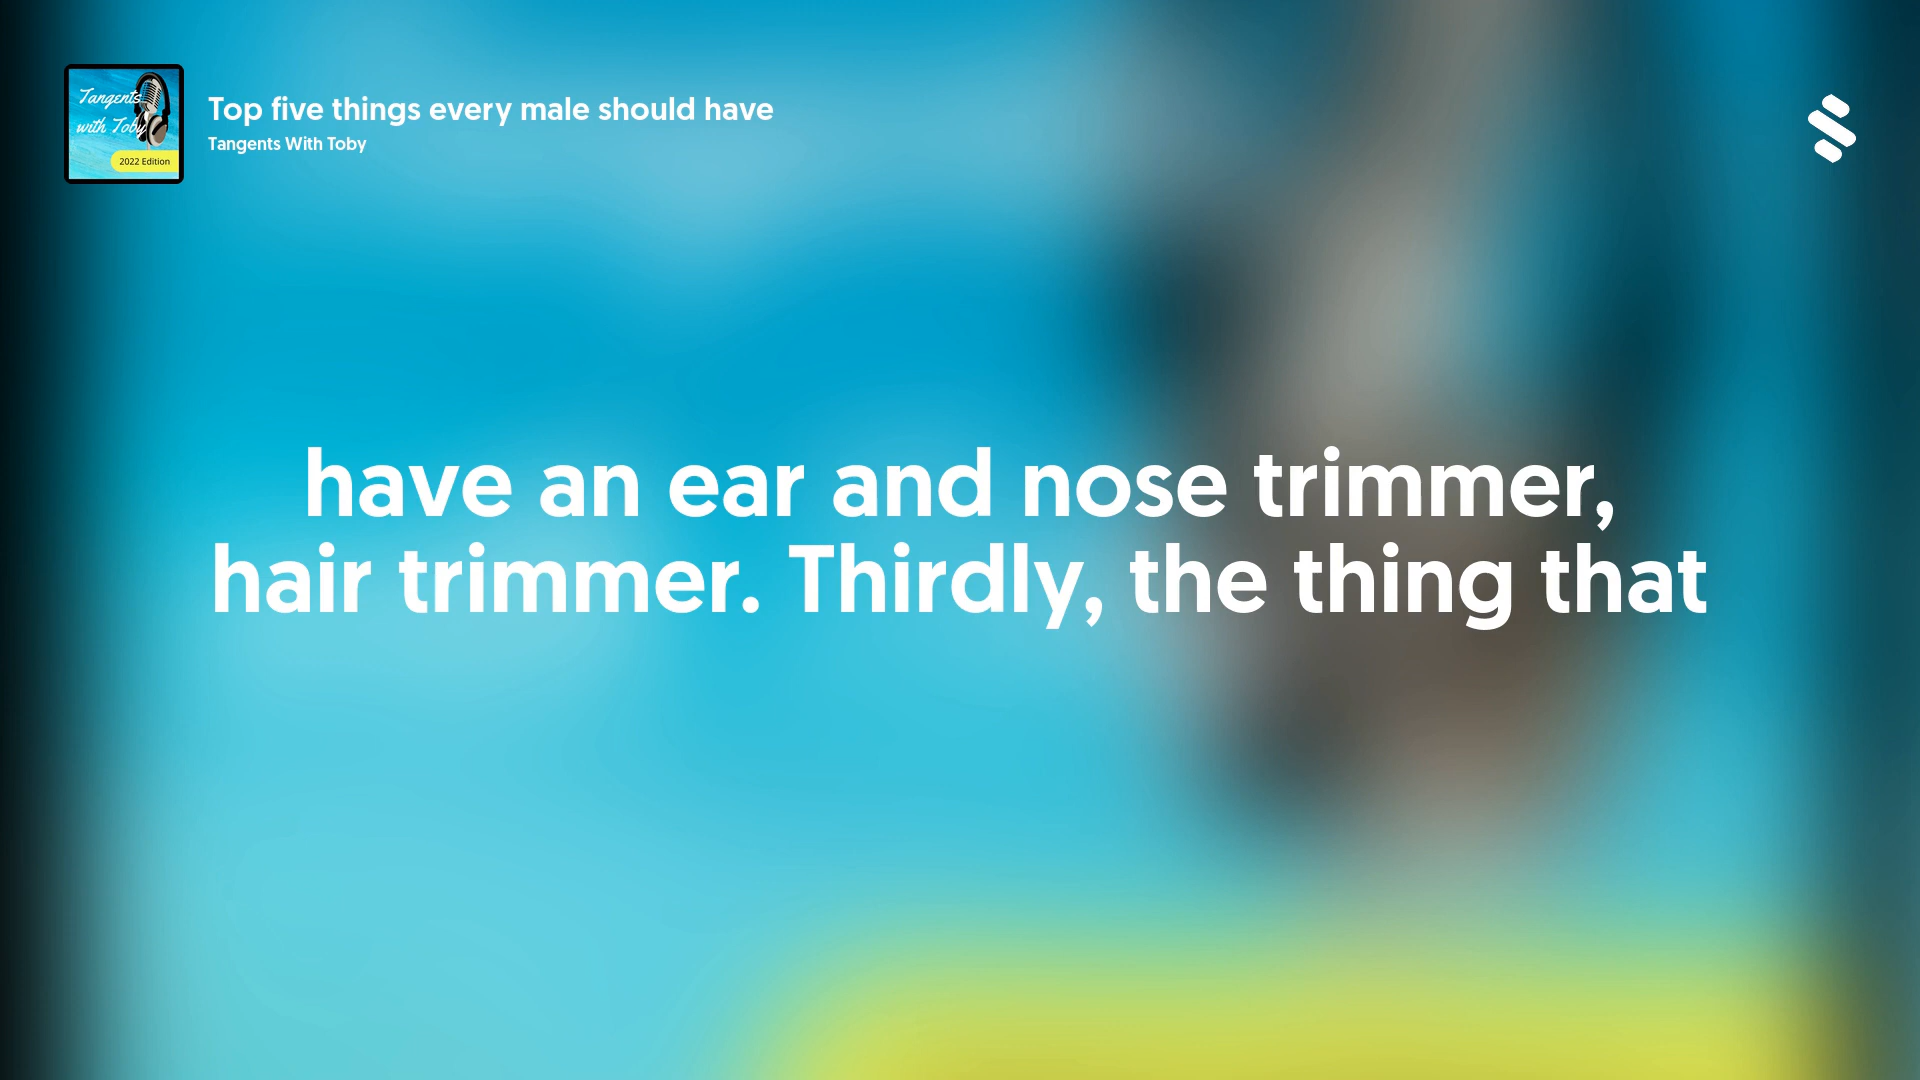 Tangents
with Toby
2022 Edition
Top five things every male should have
Tangents With Toby
have an ear and nose trimmer,
hair trimmer. Thirdly, the thing that